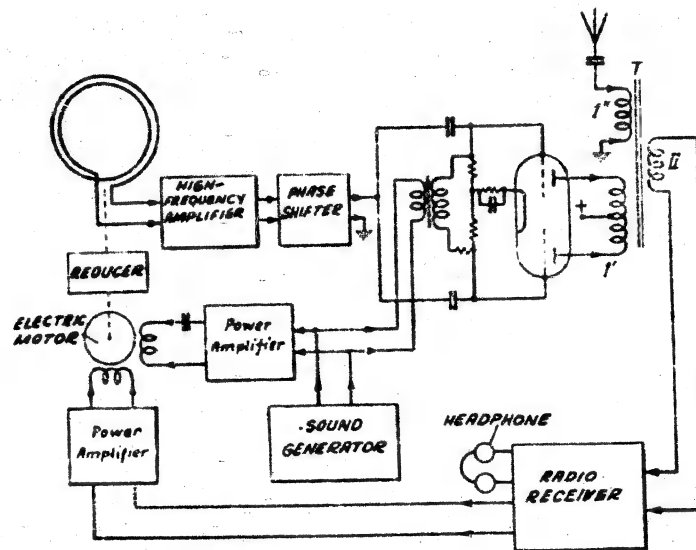 T
I"
II
HIGH-
FREQUENCY
AMPLIFIER
PHASE
SHIFTER
+
I'
REDUCER
ELECTRIC
MOTOR
Power
Amplifier
SOUND
GENERATOR
HEADPHONE
Power
Amplifier
RADIO
RECEIVER